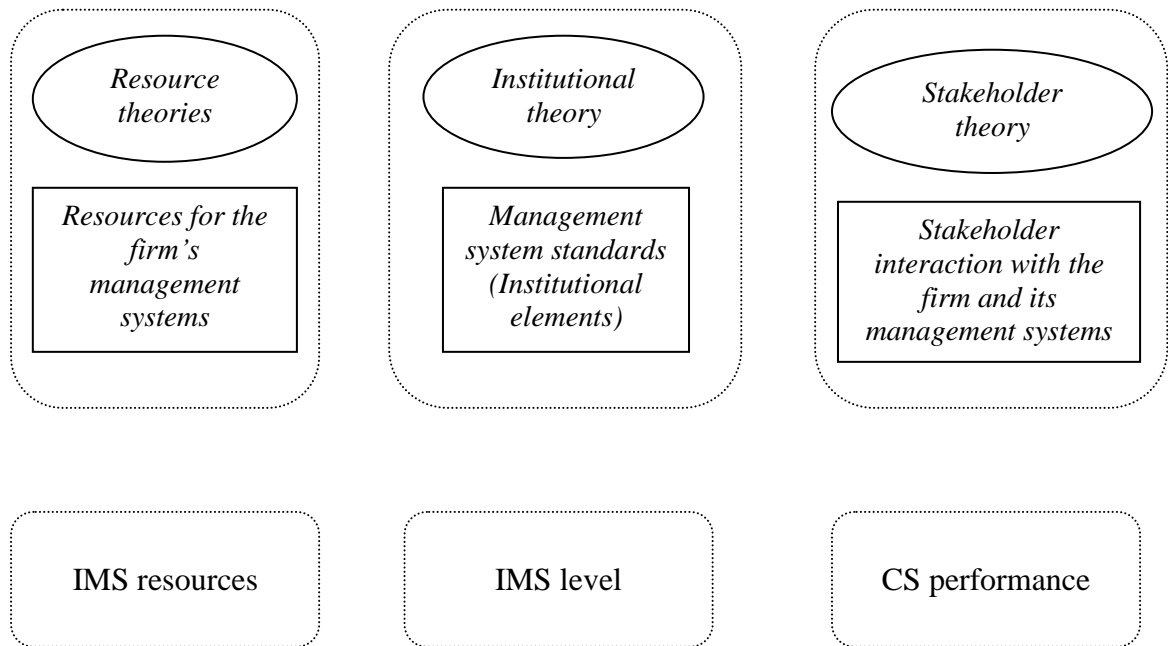 Resource
theories
Institutional
theory
Stakeholder
theory
Resources for the
firm’s
management
systems
Management
system standards
(Institutional
elements)
Stakeholder
interaction with the
firm and its
management systems
IMS resources
IMS level
CS performance